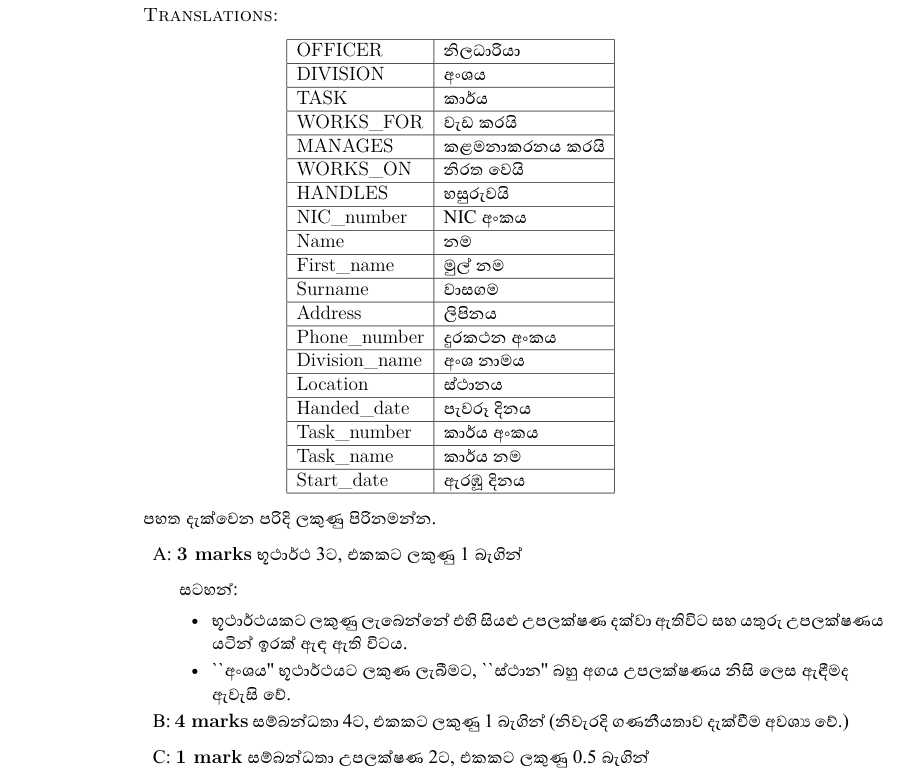 TRANSLATIONS:
OFFICER නිලධාරියා
DIVISION අංශය
TASK කාර්ය
WORKS_FOR වැඩ කරයි
MANAGES කළමනාකරනය කරයි
WORKS_ON නිරත වෙයි
HANDLES හසුරුවයි
NIC_number NIC අංකය
Name නම
First_name මුල් නම
Surname වාසගම
Address ලිපිනය
Phone_number දුරකථන අංකය
Division_name අංශ නාමය
Location ස්ථානය
Handed_date පැවරූ දිනය
Task_number කාර්ය අංකය
Task_name කාර්ය නම
Start_date ඇරඹූ දිනය
පහත දැක්වෙන පරිදි ලකුණු පිරිනමන්න.
A: 3 marks භූථාර්ථ 3ට, එකකට ලකුණු 1 බැගින්
සටහන්:
• භූථාර්ථයකට ලකුණු ලැබෙන්නේ එහි සියළු උපලක්ෂණ දක්වා ඇතිවිට සහ යතුරු උපලක්ෂණය
යටින් ඉරක් ඇඳ ඇති විටය.
• ``අංශය" භූථාර්ථයට ලකුණ ලැබීමට, ``ස්ථාන" බහු අගය උපලක්ෂණය නිසි ලෙස ඇඳීමද
ඇවැසි වේ.
B: 4 marks සම්බන්ධතා 4ට, එකකට ලකුණු 1 බැගින් (නිවැරදි ගණනීයතාව දැක්වීම අවශ්‍ය වේ.)
C: 1 mark සම්බන්ධතා උපලක්ෂණ 2ට, එකකට ලකුණු 0.5 බැගින්